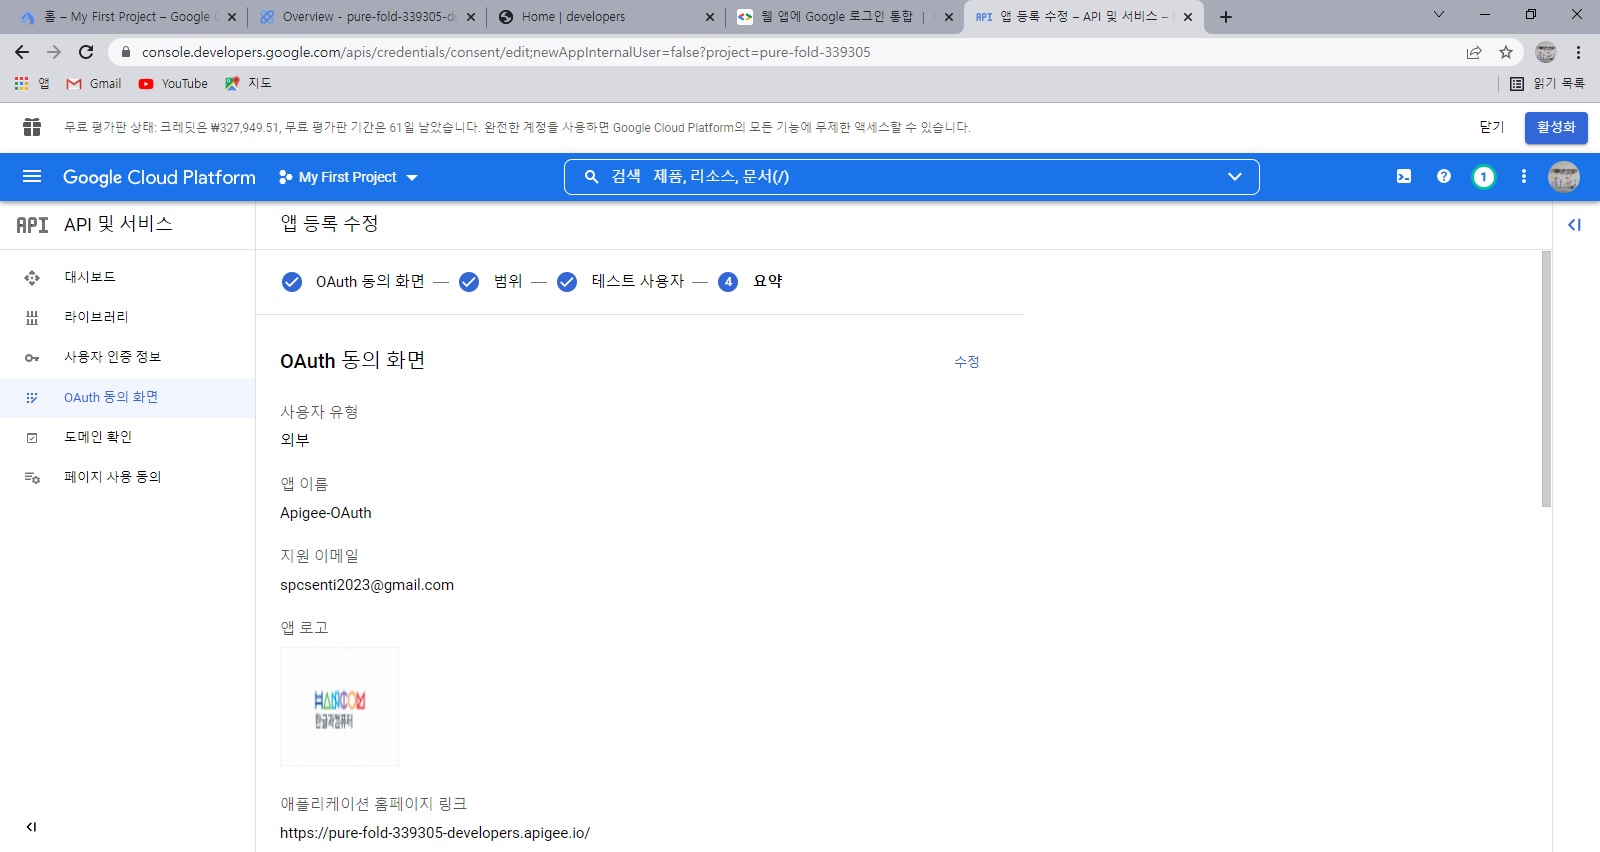 홈 – My First Project – Google C
Overview - pure-fold-339305-de
Home | developers
웹 앱에 Google 로그인 통합 |
API 앱 등록 수정 – API 및 서비스 –
console.developers.google.com/apis/credentials/consent/edit;newAppInternalUser=false?project=pure-fold-339305
앱 Gmail YouTube 지도 읽기 목록
무료 평가판 상태: 크레딧은 ₩327,949.51, 무료 평가판 기간은 61일 남았습니다. 완전한 계정을 사용하면 Google Cloud Platform의 모든 기능에 무제한 액세스할 수 있습니다. 닫기 활성화
Google Cloud Platform My First Project 검색 제품, 리소스, 문서(/) 1
API API 및 서비스
대시보드
라이브러리
사용자 인증 정보
OAuth 동의 화면
도메인 확인
페이지 사용 동의
앱 등록 수정
OAuth 동의 화면 — 범위 — 테스트 사용자 — 4 요약
OAuth 동의 화면 수정
사용자 유형
외부
앱 이름
Apigee-OAuth
지원 이메일
spcsenti2023@gmail.com
앱 로고
HANCOM
한글과컴퓨터
애플리케이션 홈페이지 링크
https://pure-fold-339305-developers.apigee.io/